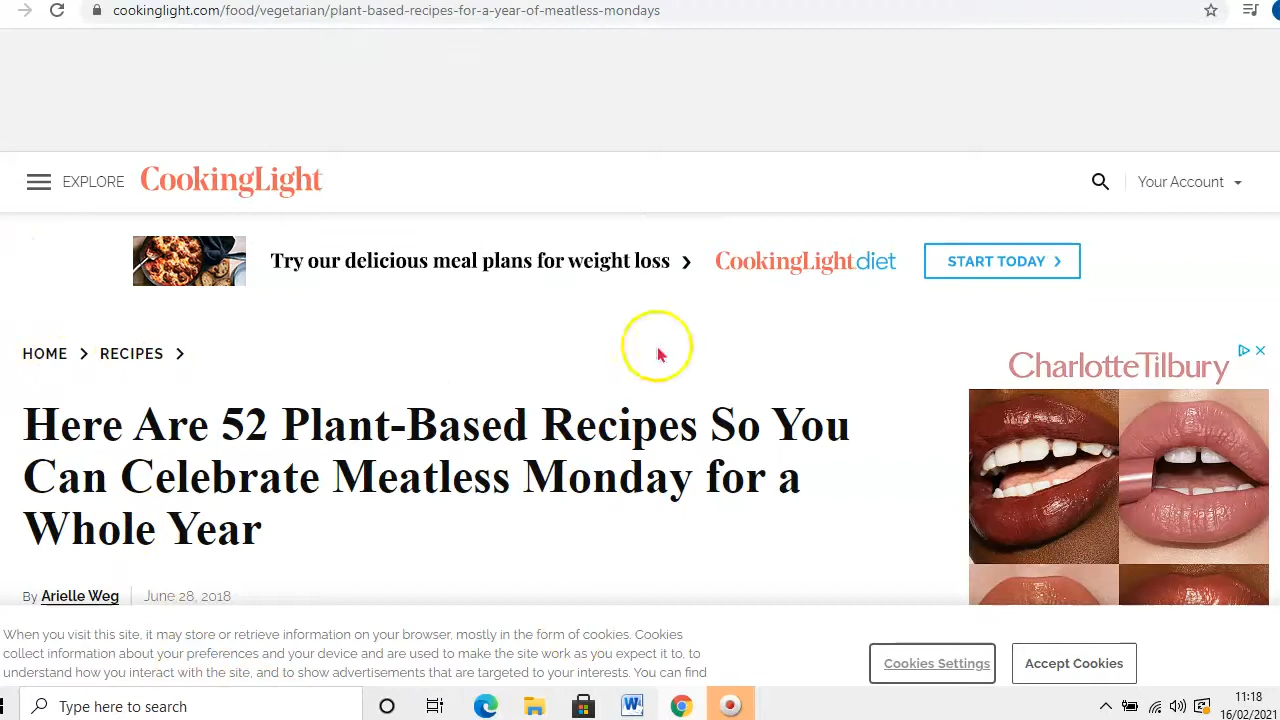 cookinglight.com/food/vegetarian/plant-based-recipes-for-a-year-of-meatless-mondays
EXPLORE CookingLight Your Account
Try our delicious meal plans for weight loss CookingLight diet START TODAY
HOME RECIPES
CharlotteTilbury
Here Are 52 Plant-Based Recipes So You
Can Celebrate Meatless Monday for a
Whole Year
By Arielle Weg June 28, 2018
When you visit this site, it may store or retrieve information on your browser, mostly in the form of cookies. Cookies
collect information about your preferences and your device and are used to make the site work as you expect it to, to
understand how you interact with the site, and to show advertisements that are targeted to your interests. You can find
Cookies Settings Accept Cookies
Type here to search
11:18
16/02/2021